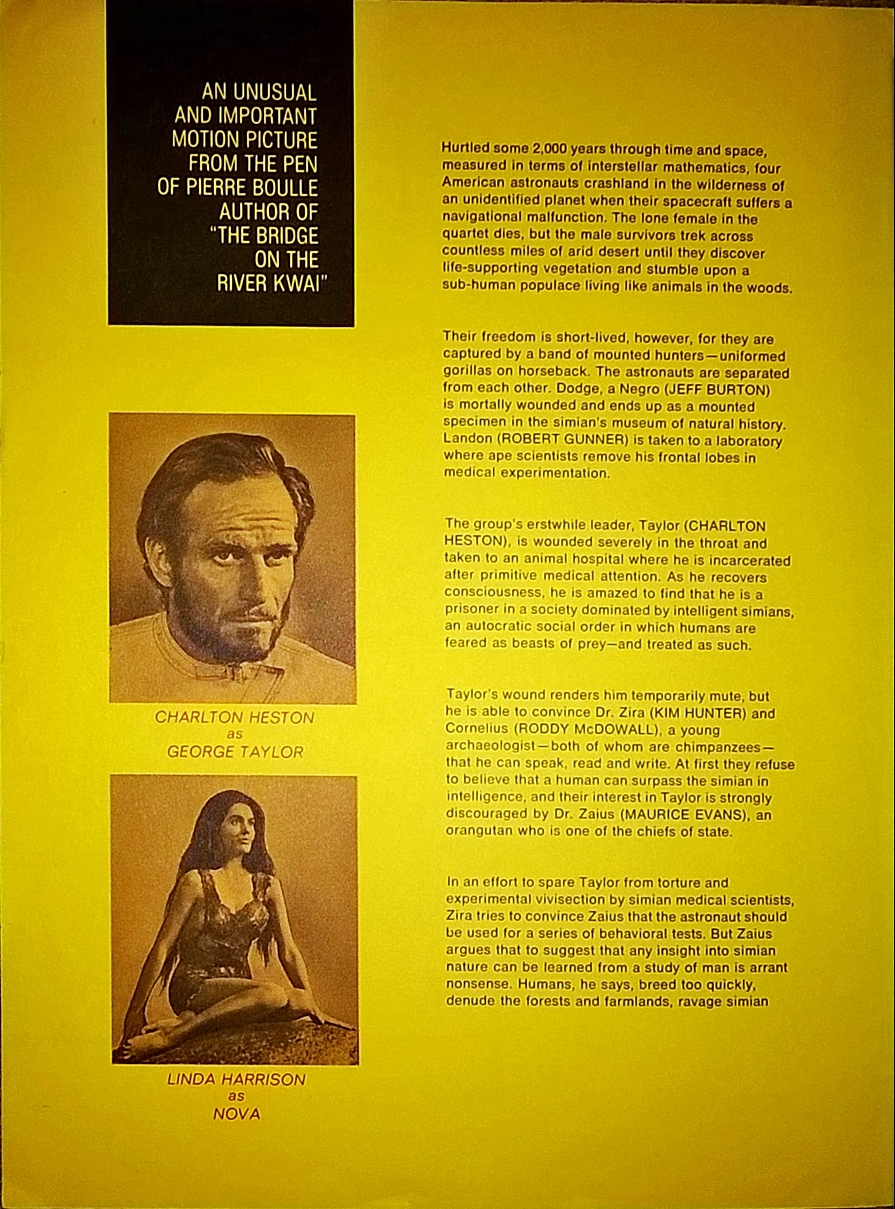 AN UNUSUAL
AND IMPORTANT
MOTION PICTURE
FROM THE PEN
OF PIERRE BOULLE
AUTHOR OF
“THE BRIDGE
ON THE
RIVER KWAI”
CHARLTON HESTON
as
GEORGE TAYLOR
LINDA HARRISON
as
NOVA
Hurtled some 2,000 years through time and space,
measured in terms of interstellar mathematics, four
American astronauts crashland in the wilderness of
an unidentified planet when their spacecraft suffers a
navigational malfunction. The lone female in the
quartet dies, but the male survivors trek across
countless miles of arid desert until they discover
life-supporting vegetation and stumble upon a
sub-human populace living like animals in the woods.
Their freedom is short-lived, however, for they are
captured by a band of mounted hunters—uniformed
gorillas on horseback. The astronauts are separated
from each other. Dodge, a Negro (JEFF BURTON)
is mortally wounded and ends up as a mounted
specimen in the simian's museum of natural history.
Landon (ROBERT GUNNER) is taken to a laboratory
where ape scientists remove his frontal lobes in
medical experimentation.
The group's erstwhile leader, Taylor (CHARLTON
HESTON), is wounded severely in the throat and
taken to an animal hospital where he is incarcerated
after primitive medical attention. As he recovers
consciousness, he is amazed to find that he is a
prisoner in a society dominated by intelligent simians,
an autocratic social order in which humans are
feared as beasts of prey—and treated as such.
Taylor's wound renders him temporarily mute, but
he is able to convince Dr. Zira (KIM HUNTER) and
Cornelius (RODDY McDOWALL), a young
archaeologist—both of whom are chimpanzees—
that he can speak, read and write. At first they refuse
to believe that a human can surpass the simian in
intelligence, and their interest in Taylor is strongly
discouraged by Dr. Zaius (MAURICE EVANS), an
orangutan who is one of the chiefs of state.
In an effort to spare Taylor from torture and
experimental vivisection by simian medical scientists,
Zira tries to convince Zaius that the astronaut should
be used for a series of behavioral tests. But Zaius
argues that to suggest that any insight into simian
nature can be learned from a study of man is arrant
nonsense. Humans, he says, breed too quickly,
denude the forests and farmlands, ravage simian